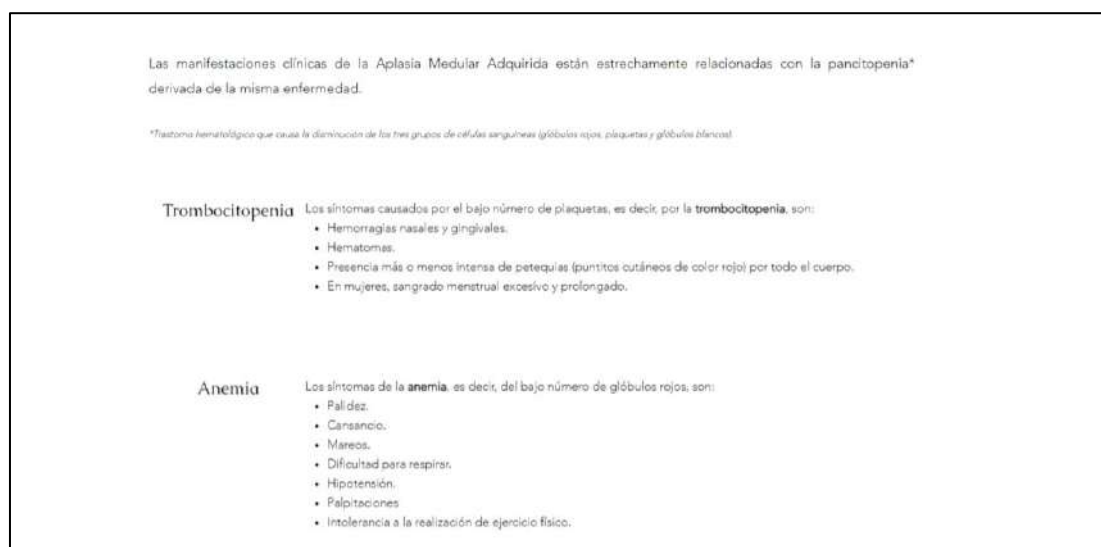 Las manifestaciones clínicas de la Aplasia Medular Adquirida están estrechamente relacionadas con la pancitopenia*
derivada de la misma enfermedad.
*Trastorno hematológico que causa la disminución de los tres grupos de células sanguíneas (glóbulos rojos, plaquetas y glóbulos blancos).
Trombocitopenia
Los síntomas causados por el bajo número de plaquetas, es decir, por la trombocitopenia, son:
• Hemorragias nasales y gingivales.
• Hematomas.
• Presencia más o menos intensa de petequias (puntitos cutáneos de color rojo) por todo el cuerpo.
• En mujeres, sangrado menstrual excesivo y prolongado.
Anemia
Los síntomas de la anemia, es decir, del bajo número de glóbulos rojos, son:
• Palidez.
• Cansancio.
• Mareos.
• Dificultad para respirar.
• Hipotensión.
• Palpitaciones
• Intolerancia a la realización de ejercicio físico.